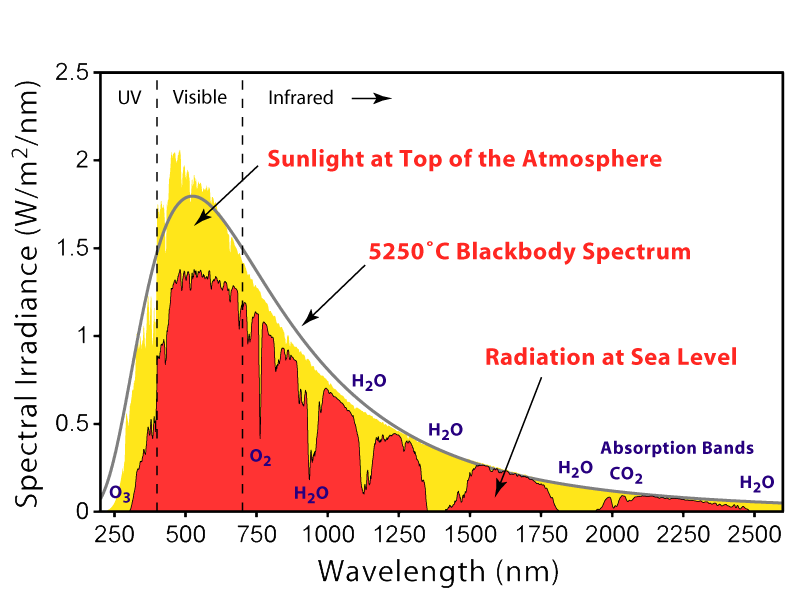 Spectral Irradiance (W/m²/nm)
2.5
2
1.5
1
0.5
0
UV
Visible
Infrared
Sunlight at Top of the Atmosphere
5250˚C Blackbody Spectrum
Radiation at Sea Level
H₂O
H₂O
Absorption Bands
H₂O
CO₂
H₂O
O₂
O₃
H₂O
250 500 750 1000 1250 1500 1750 2000 2250 2500
Wavelength (nm)